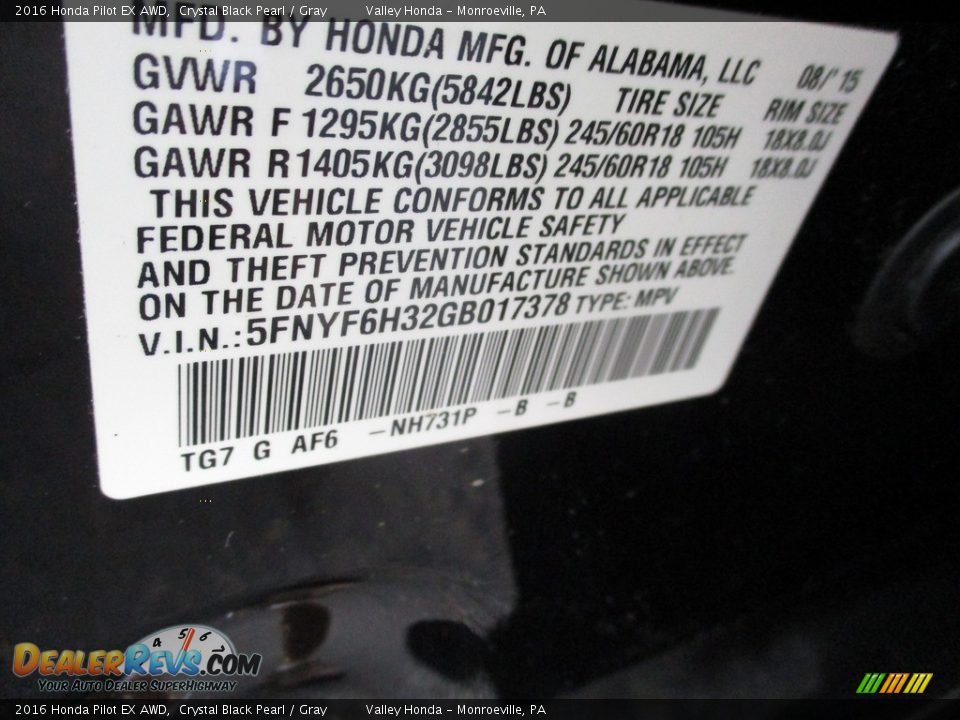 2016 Honda Pilot EX AWD, Crystal Black Pearl / Gray Valley Honda - Monroeville, PA
MFD. BY HONDA MFG. OF ALABAMA, LLC 08/'15
GVWR 2650KG(5842LBS) TIRE SIZE RIM SIZE
GAWR F 1295KG(2855LBS) 245/60R18 105H 18X8.0J
GAWR R 1405KG(3098LBS) 245/60R18 105H 18X8.0J
THIS VEHICLE CONFORMS TO ALL APPLICABLE
FEDERAL MOTOR VEHICLE SAFETY
AND THEFT PREVENTION STANDARDS IN EFFECT
ON THE DATE OF MANUFACTURE SHOWN ABOVE.
V.I.N.: 5FNYF6H32GB017378 TYPE: MPV
TG7 G AF6 -NH731P -B -B
4 5 6
DEALERREVS.COM
YOUR AUTO DEALER SUPERHIGHWAY
2016 Honda Pilot EX AWD, Crystal Black Pearl / Gray Valley Honda - Monroeville, PA